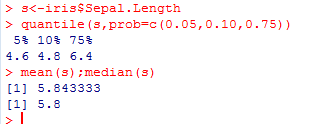 > s<-iris$Sepal.Length
> quantile(s,prob=c(0.05,0.10,0.75))
 5% 10% 75%
4.6 4.8 6.4
> mean(s);median(s)
[1] 5.843333
[1] 5.8
>